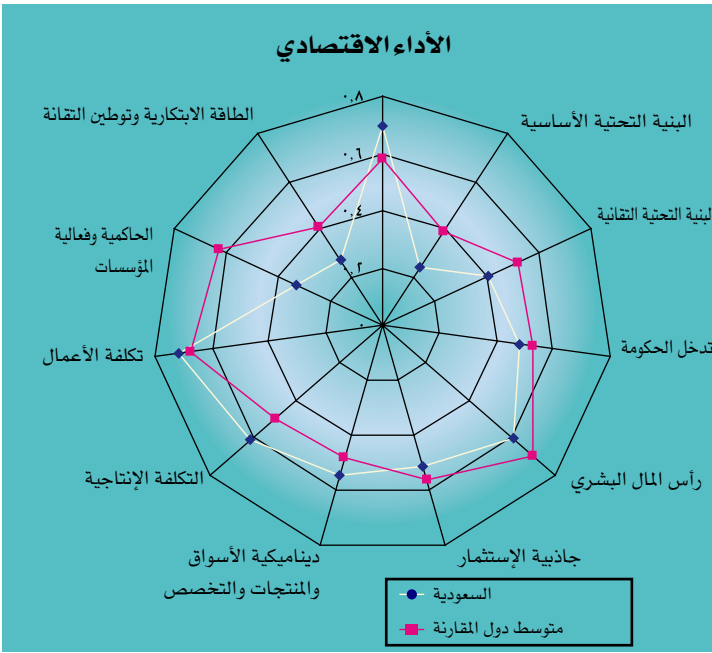 الأداء الاقتصادي
٠,٨
٠,٦
٠,٤
٠,٢
٠
البنية التحتية الأساسية
البنية التحتية التقانية
تدخل الحكومة
رأس المال البشري
جاذبية الإستثمار
ديناميكية الأسواق
والمنتجات والتخصص
التكلفة الإنتاجية
تكلفة الأعمال
الحاكمية وفعالية
المؤسسات
الطاقة الابتكارية وتوطين التقانة
السعودية
متوسط دول المقارنة